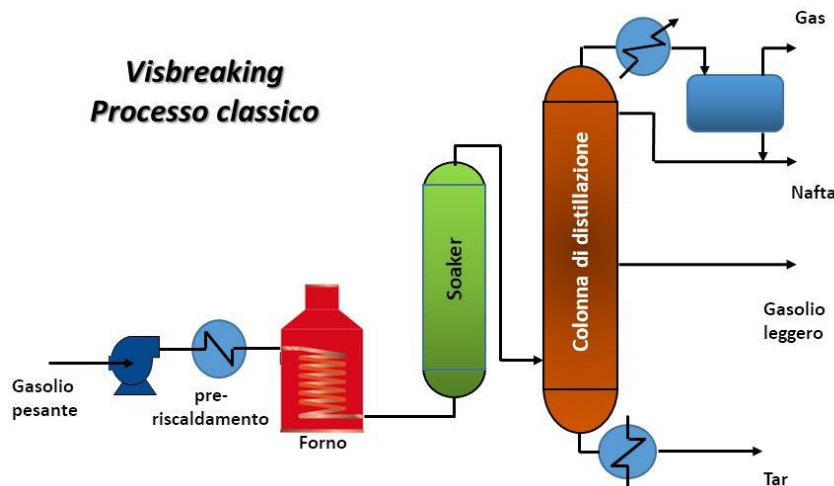 Visbreaking
Processo classico
Gas
Nafta
Gasolio
leggero
Colonna di distillazione
Soaker
Gasolio
pesante
pre-
riscaldamento
Forno
Tar